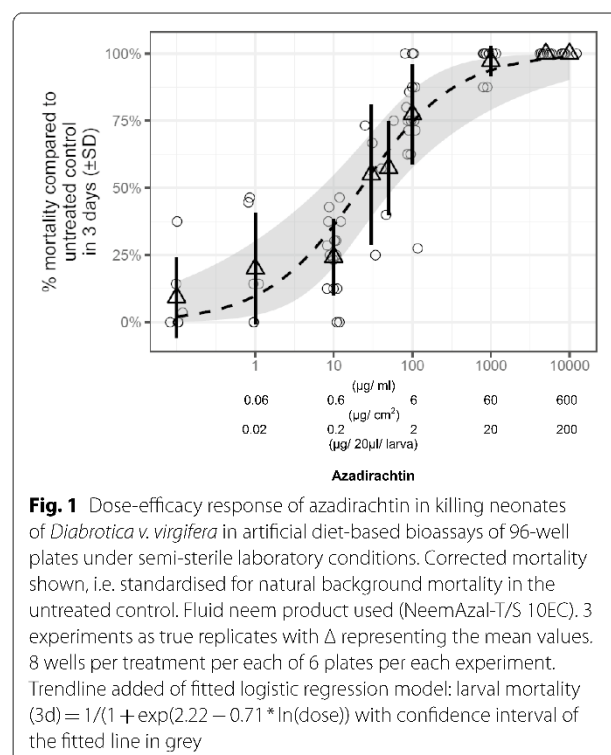 % mortality compared to
untreated control
in 3 days (±SD)
100%
75%
50%
25%
0%
1 10 100 1000 10000
(µg/ ml)
0.06 0.6 6 60 600
(µg/ cm²)
0.02 0.2 2 20 200
(µg/ 20µl/ larva)
Azadirachtin
Fig. 1 Dose-efficacy response of azadirachtin in killing neonates
of Diabrotica v. virgifera in artificial diet-based bioassays of 96-well
plates under semi-sterile laboratory conditions. Corrected mortality
shown, i.e. standardised for natural background mortality in the
untreated control. Fluid neem product used (NeemAzal-T/S 10EC). 3
experiments as true replicates with Δ representing the mean values.
8 wells per treatment per each of 6 plates per each experiment.
Trendline added of fitted logistic regression model: larval mortality
(3d) = 1/(1 + exp(2.22 − 0.71 * ln(dose)) with confidence interval of
the fitted line in grey